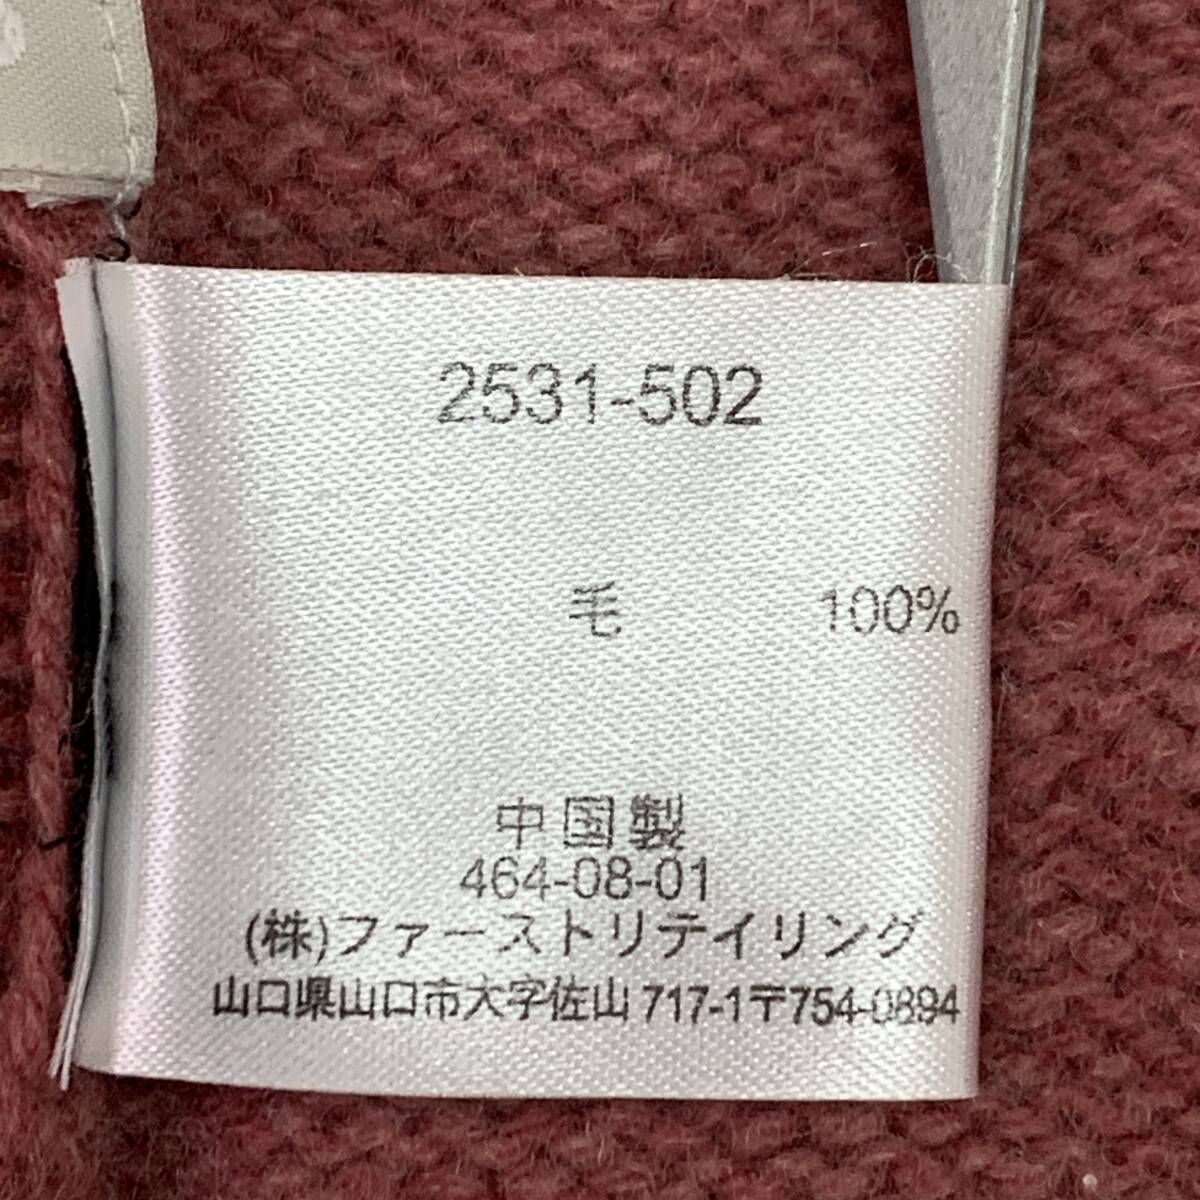 2531-502
毛 100%
中国製
464-08-01
(株)ファーストリテイリング
山口県山口市大字佐山 717-1〒754-0894